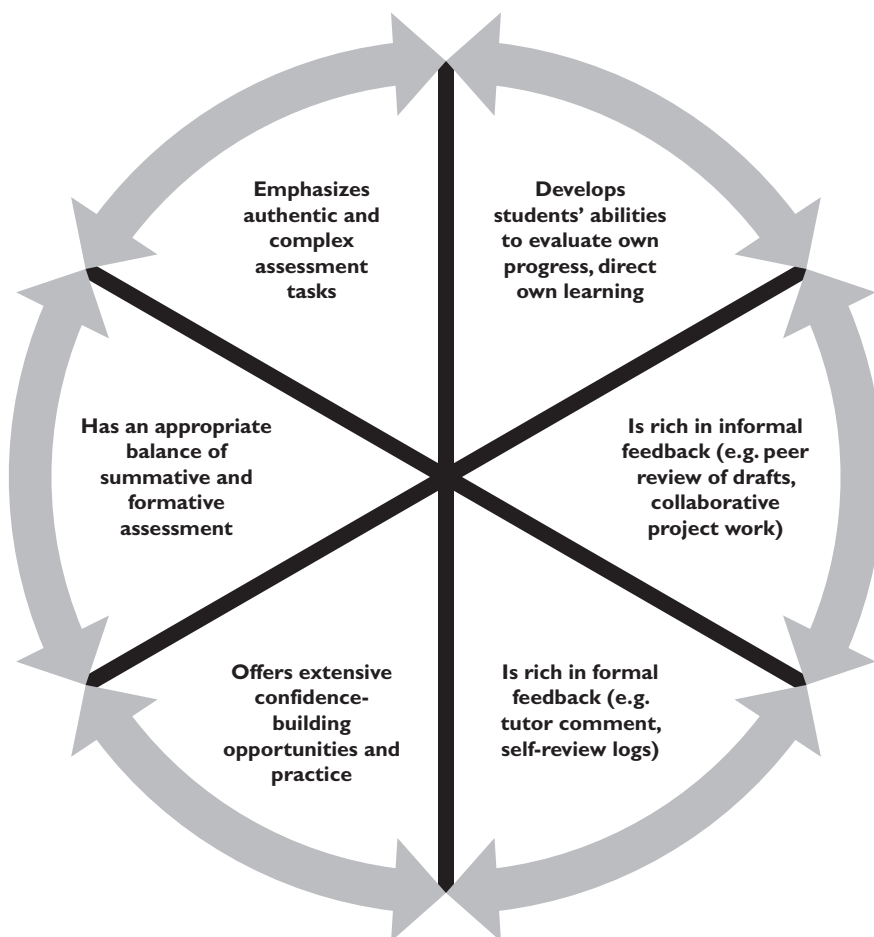 Emphasizes
authentic and
complex
assessment
tasks
Develops
students’ abilities
to evaluate own
progress, direct
own learning
Has an appropriate
balance of
summative and
formative
assessment
Is rich in informal
feedback (e.g. peer
review of drafts,
collaborative
project work)
Offers extensive
confidence-
building
opportunities and
practice
Is rich in formal
feedback (e.g.
tutor comment,
self-review logs)